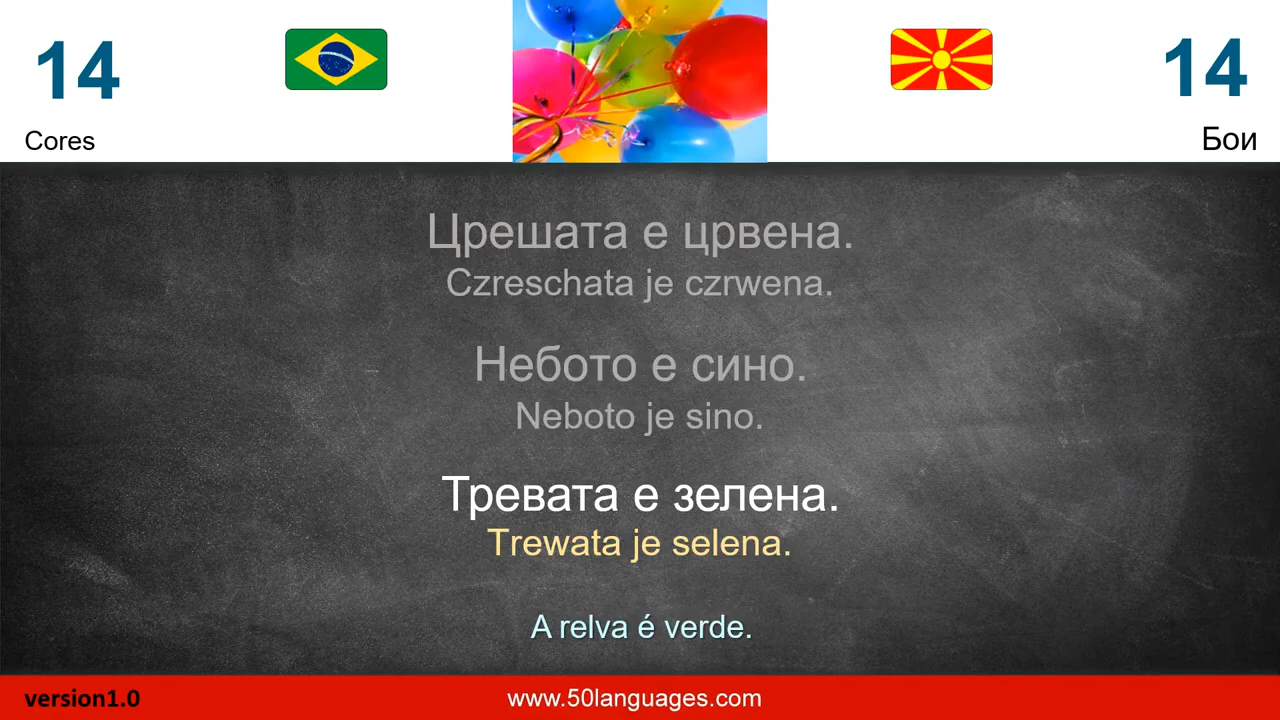 14
14
Cores
Бои
Црешата е црвена.
Czreschata je czrwena.
Небото е сино.
Neboto je sino.
Тревата е зелена.
Trewata je selena.
A relva é verde.
version1.0
www.50languages.com